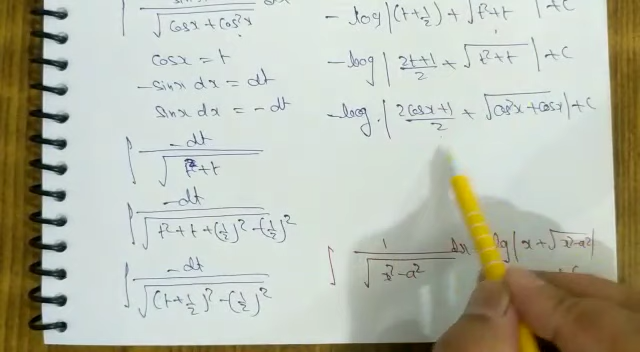 ∫ sinx / √(cosx + cos²x) dx
cosx = t
-sinx dx = dt
sinx dx = -dt
∫ -dt / √(t² + t)
∫ -dt / √(t² + t + (1/2)² - (1/2)²)
∫ -dt / √((t + 1/2)² - (1/2)²)
-log|(t + 1/2) + √(t² + t)| + C
-log|(2t + 1)/2 + √(t² + t)| + C
-log.|(2cosx + 1)/2 + √(cos²x + cosx)| + C
∫ 1 / √(x² - a²) dx log|x + √(x² - a²)|